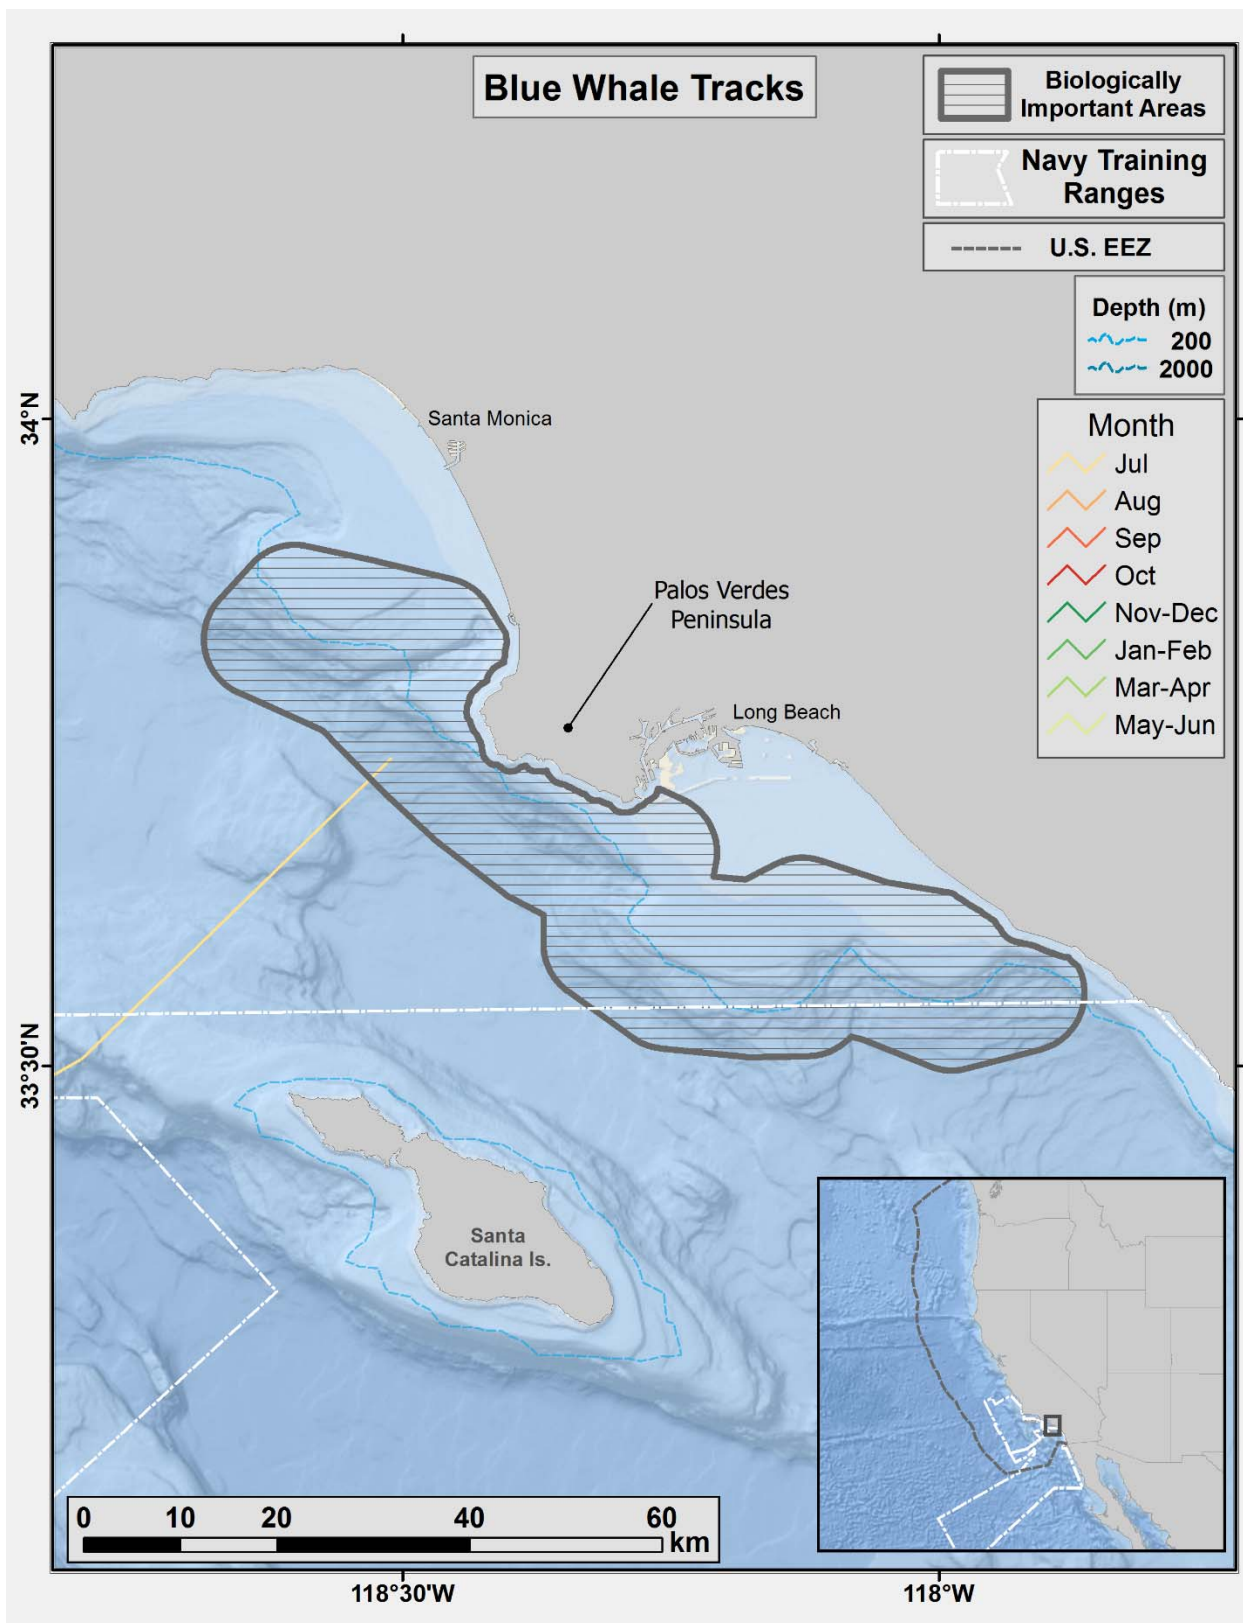 Blue Whale Tracks
Biologically
Important Areas
Navy Training
Ranges
U.S. EEZ
Depth (m)
200
2000
Month
Jul
Aug
Sep
Oct
Nov-Dec
Jan-Feb
Mar-Apr
May-Jun
34°N
Santa Monica
Palos Verdes
Peninsula
Long Beach
33°30'N
Santa
Catalina Is.
0 10 20 40 60
km
118°30'W 118°W